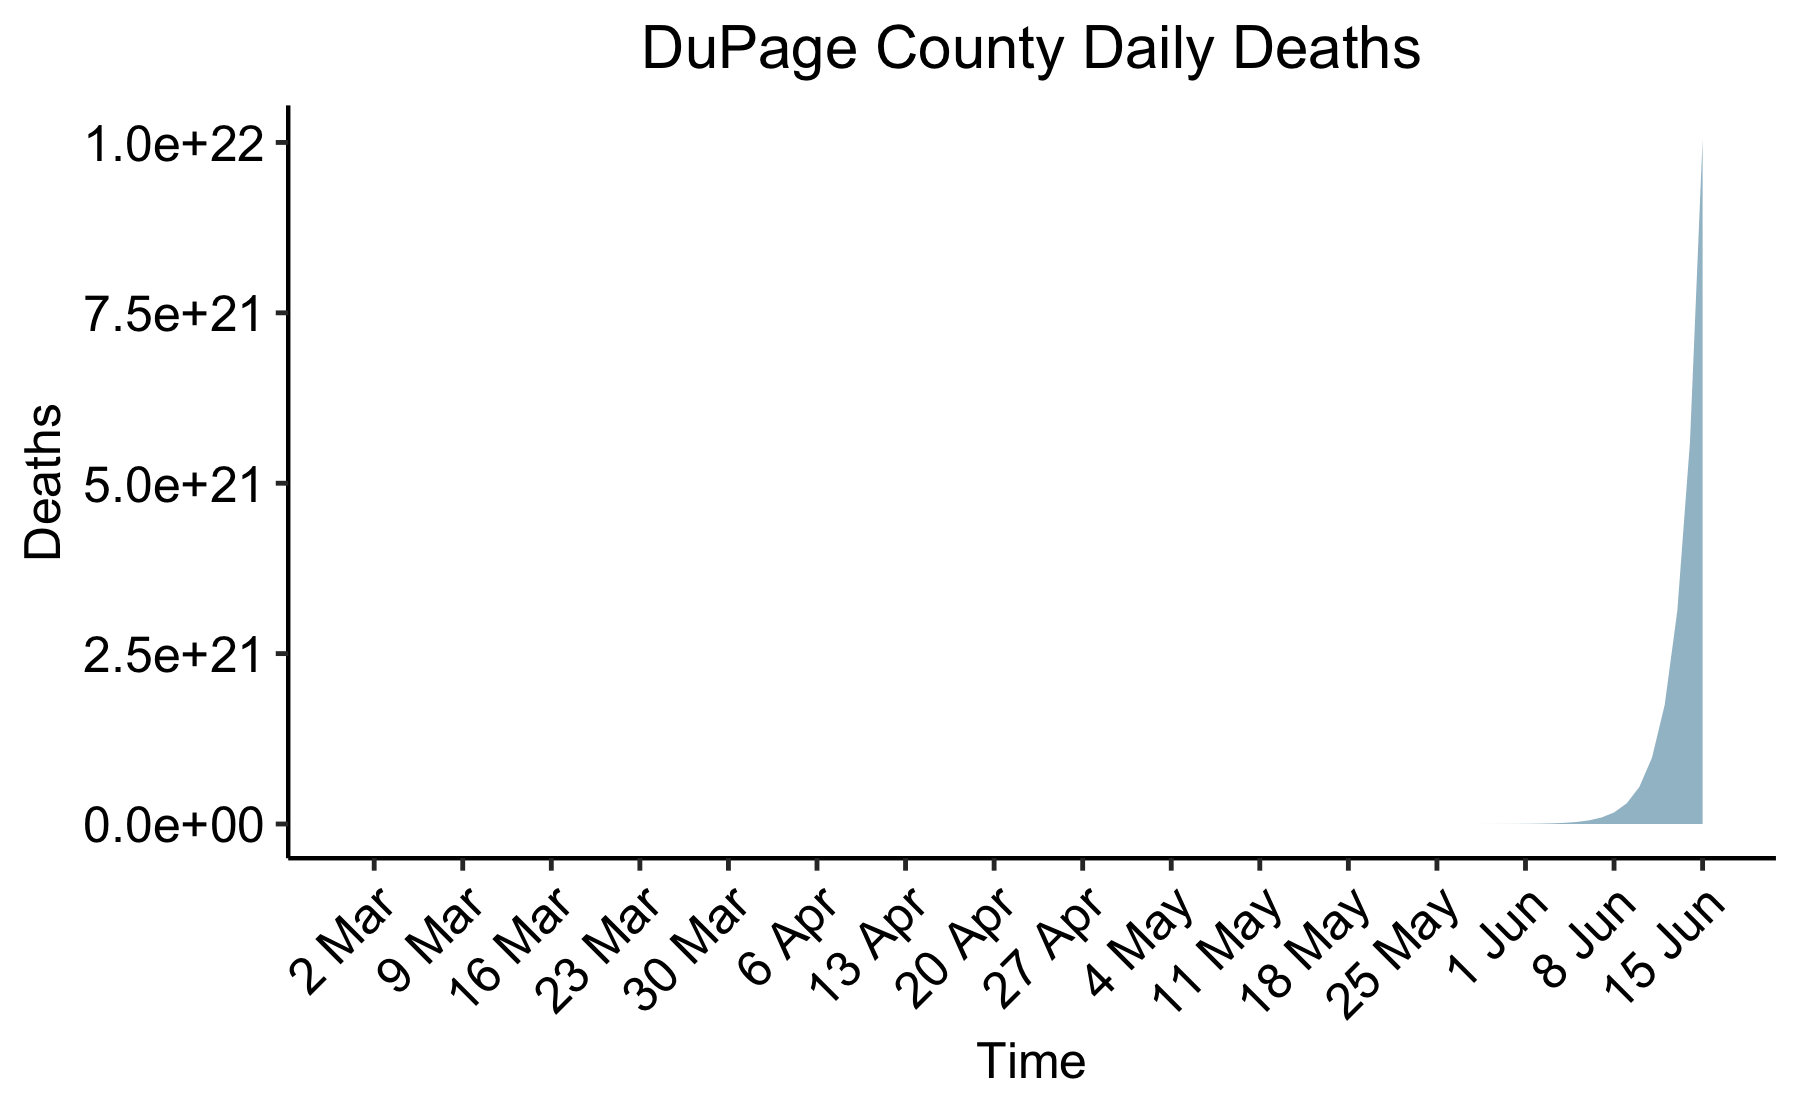 DuPage County Daily Deaths
1.0e+22
7.5e+21
5.0e+21
2.5e+21
0.0e+00
Deaths
2 Mar
9 Mar
16 Mar
23 Mar
30 Mar
6 Apr
13 Apr
20 Apr
27 Apr
4 May
11 May
18 May
25 May
1 Jun
8 Jun
15 Jun
Time